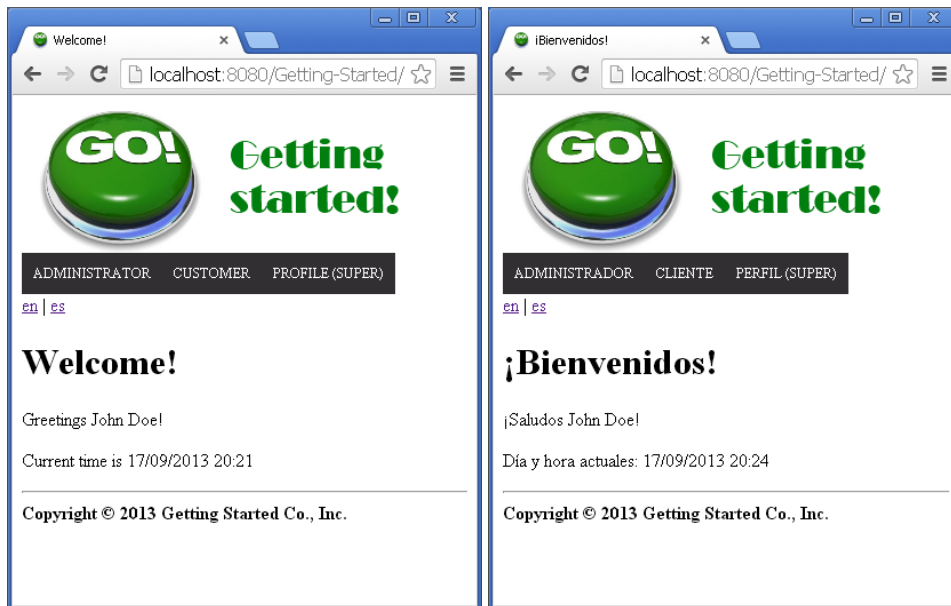 Welcome!
localhost:8080/Getting-Started/
GO!
Getting
started!
ADMINISTRATOR CUSTOMER PROFILE (SUPER)
en | es
Welcome!
Greetings John Doe!
Current time is 17/09/2013 20:21
Copyright © 2013 Getting Started Co., Inc.
¡Bienvenidos!
localhost:8080/Getting-Started/
GO!
Getting
started!
ADMINISTRADOR CLIENTE PERFIL (SUPER)
en | es
¡Bienvenidos!
¡Saludos John Doe!
Día y hora actuales: 17/09/2013 20:24
Copyright © 2013 Getting Started Co., Inc.